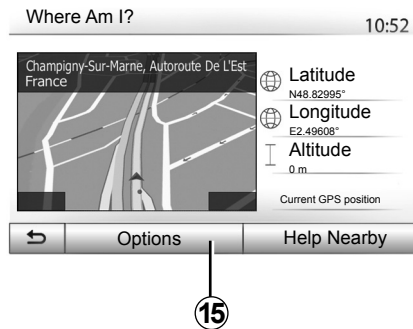 Where Am I?
10:52
Champigny-Sur-Marne, Autoroute De L'Est
France
Latitude
N48.82995°
Longitude
E2.49608°
Altitude
0 m
Current GPS position
Options
Help Nearby
15